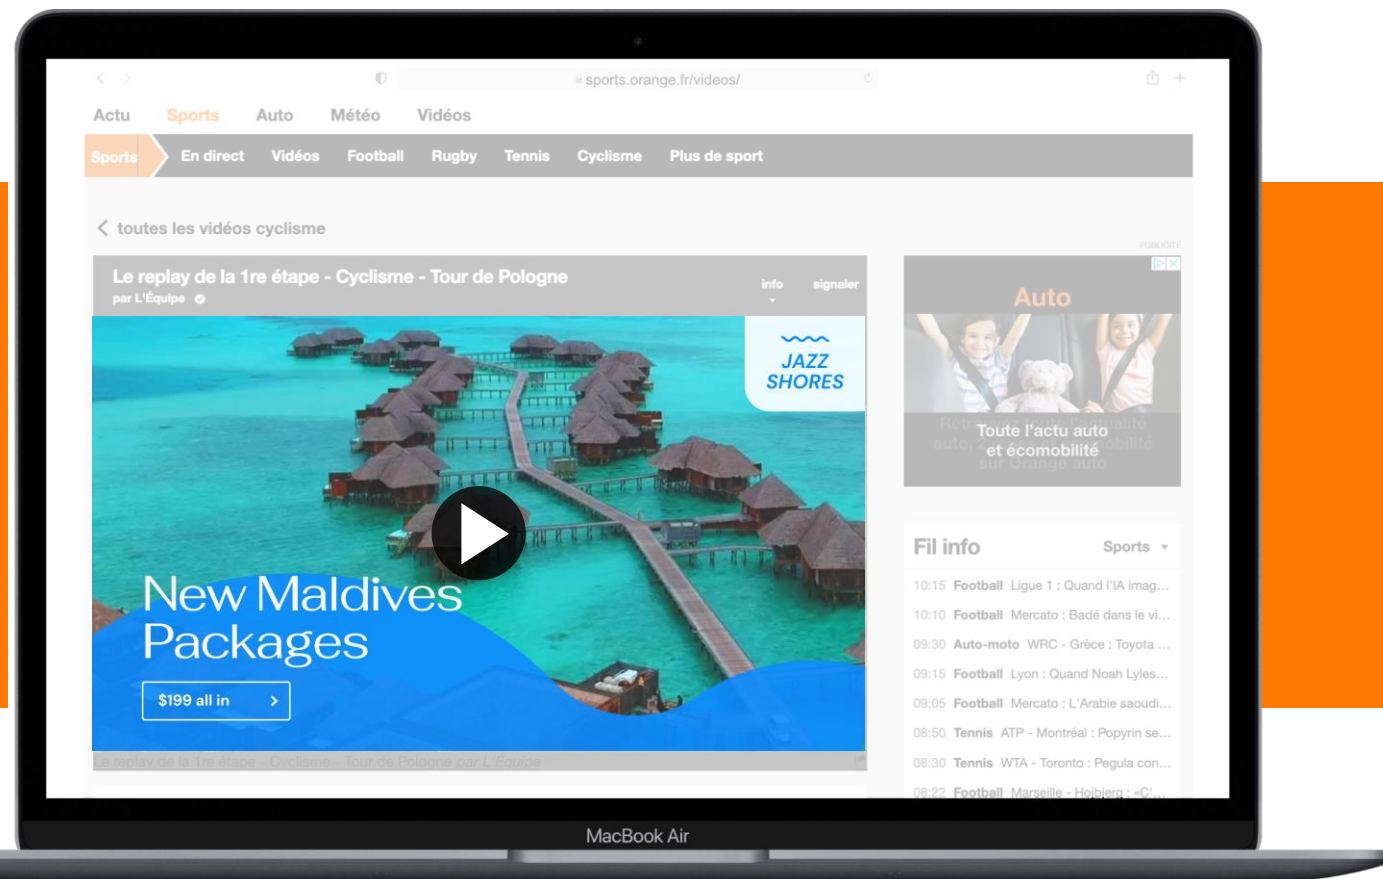 sports.orange.fr/videos/
Actu Sports Auto Météo Vidéos
Sports En direct Vidéos Football Rugby Tennis Cyclisme Plus de sport
toutes les vidéos cyclisme
PUBLICITÉ
Le replay de la 1re étape - Cyclisme - Tour de Pologne
par L'Équipe
info signaler
JAZZ
SHORES
New Maldives
Packages
$199 all in >
Le replay de la 1re étape - Cyclisme - Tour de Pologne par L'Équipe
Auto
Toute l'actu auto
et écomobilité
sur Orange auto
Fil info Sports
10:15 Football Ligue 1 : Quand l'IA imag...
10:10 Football Mercato : Badé dans le vi...
09:30 Auto-moto WRC - Grèce : Toyota ...
09:15 Football Lyon : Quand Noah Lyles...
09:05 Football Mercato : L'Arabie saoudi...
08:50 Tennis ATP - Montréal : Popyrin se...
08:30 Tennis WTA - Toronto : Pegula con...
08:22 Football Marseille - Hojbjerg : «C'...
MacBook Air